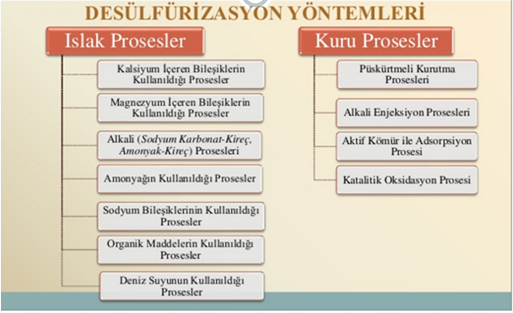 DESÜLFÜRİZASYON YÖNTEMLERİ
Islak Prosesler
Kalsiyum İçeren Bileşiklerin
Kullanıldığı Prosesler
Magnezyum İçeren Bileşiklerin
Kullanıldığı Prosesler
Alkali (Sodyum Karbonat-Kireç,
Amonyak-Kireç) Prosesleri
Amonyağın Kullanıldığı Prosesler
Sodyum Bileşiklerinin Kullanıldığı
Prosesler
Organik Maddelerin Kullanıldığı
Prosesler
Deniz Suyunun Kullanıldığı
Prosesler
Kuru Prosesler
Püskürtmeli Kurutma
Prosesleri
Alkali Enjeksiyon Prosesleri
Aktif Kömür ile Adsorpsiyon
Prosesi
Katalitik Oksidasyon Prosesi